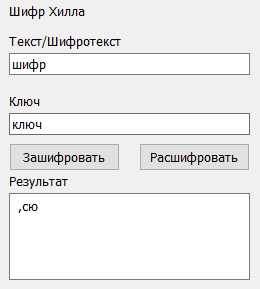 Шифр Хилла
Текст/Шифротекст
шифр
Ключ
ключ
Зашифровать Расшифровать
Результат
,сю